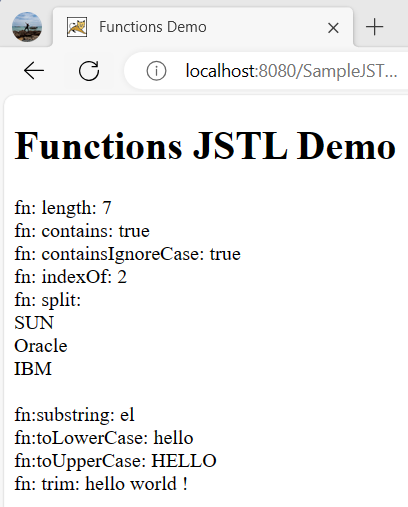 Functions Demo
localhost:8080/SampleJST...
Functions JSTL Demo
fn: length: 7
fn: contains: true
fn: containsIgnoreCase: true
fn: indexOf: 2
fn: split:
SUN
Oracle
IBM
fn:substring: el
fn:toLowerCase: hello
fn:toUpperCase: HELLO
fn: trim: hello world !